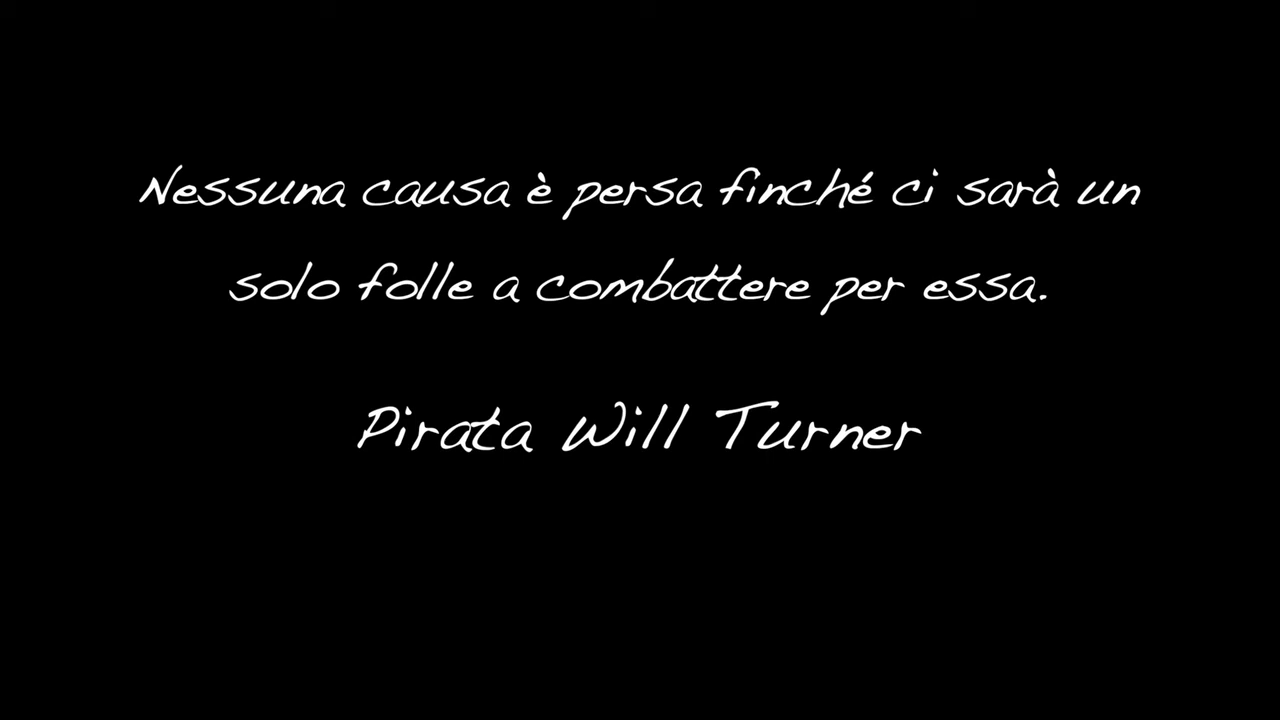 Nessuna causa è persa finché ci sarà un
solo folle a combattere per essa.
Pirata Will Turner